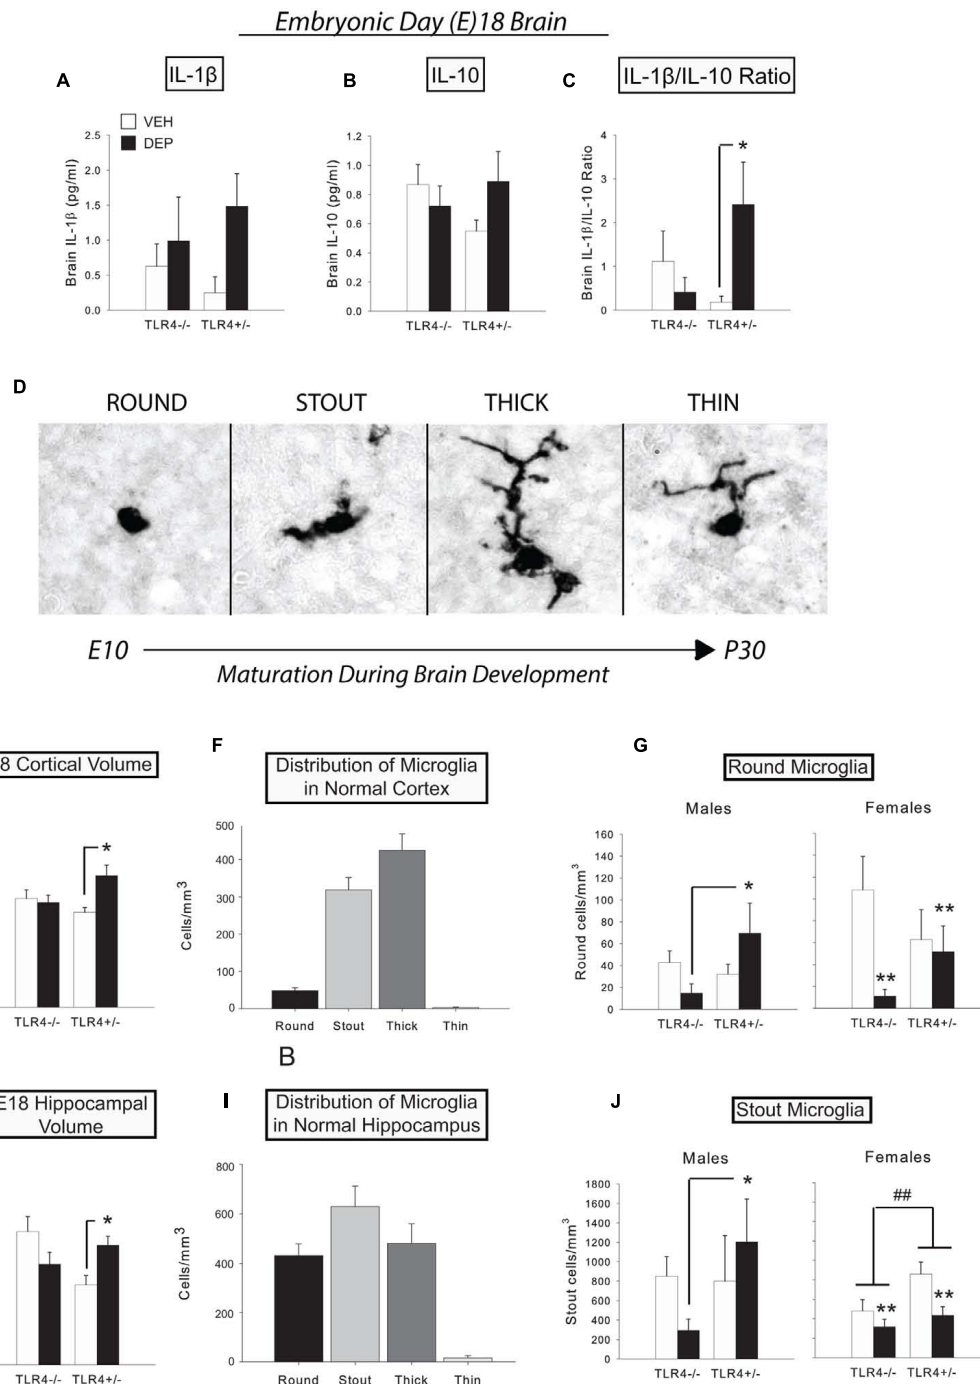 Embryonic Day (E)18 Brain
A
IL-1β
B
IL-10
C
IL-1β/IL-10 Ratio
VEH
DEP
Brain IL-1β (pg/ml)
2.5
2.0
1.5
1.0
0.5
0.0
TLR4-/- TLR4+/-
Brain IL-10 (pg/ml)
1.2
1.0
0.8
0.6
0.4
0.2
0.0
TLR4-/- TLR4+/-
Brain IL-1β/IL-10 Ratio
4
3
2
1
0
*
TLR4-/- TLR4+/-
D
ROUND STOUT THICK THIN
E10 P30
Maturation During Brain Development
8 Cortical Volume
*
TLR4-/- TLR4+/-
F
Distribution of Microglia
in Normal Cortex
Cells/mm3
500
400
300
200
100
0
Round Stout Thick Thin
B
G
Round Microglia
Males
Females
Round cells/mm3
160
140
120
100
80
60
40
20
0
*
TLR4-/- TLR4+/-
**
**
TLR4-/- TLR4+/-
E18 Hippocampal
Volume
*
TLR4-/- TLR4+/-
I
Distribution of Microglia
in Normal Hippocampus
Cells/mm3
800
600
400
200
0
Round Stout Thick Thin
J
Stout Microglia
Males
Females
Stout cells/mm3
1800
1600
1400
1200
1000
800
600
400
200
0
*
TLR4-/- TLR4+/-
##
**
**
TLR4-/- TLR4+/-